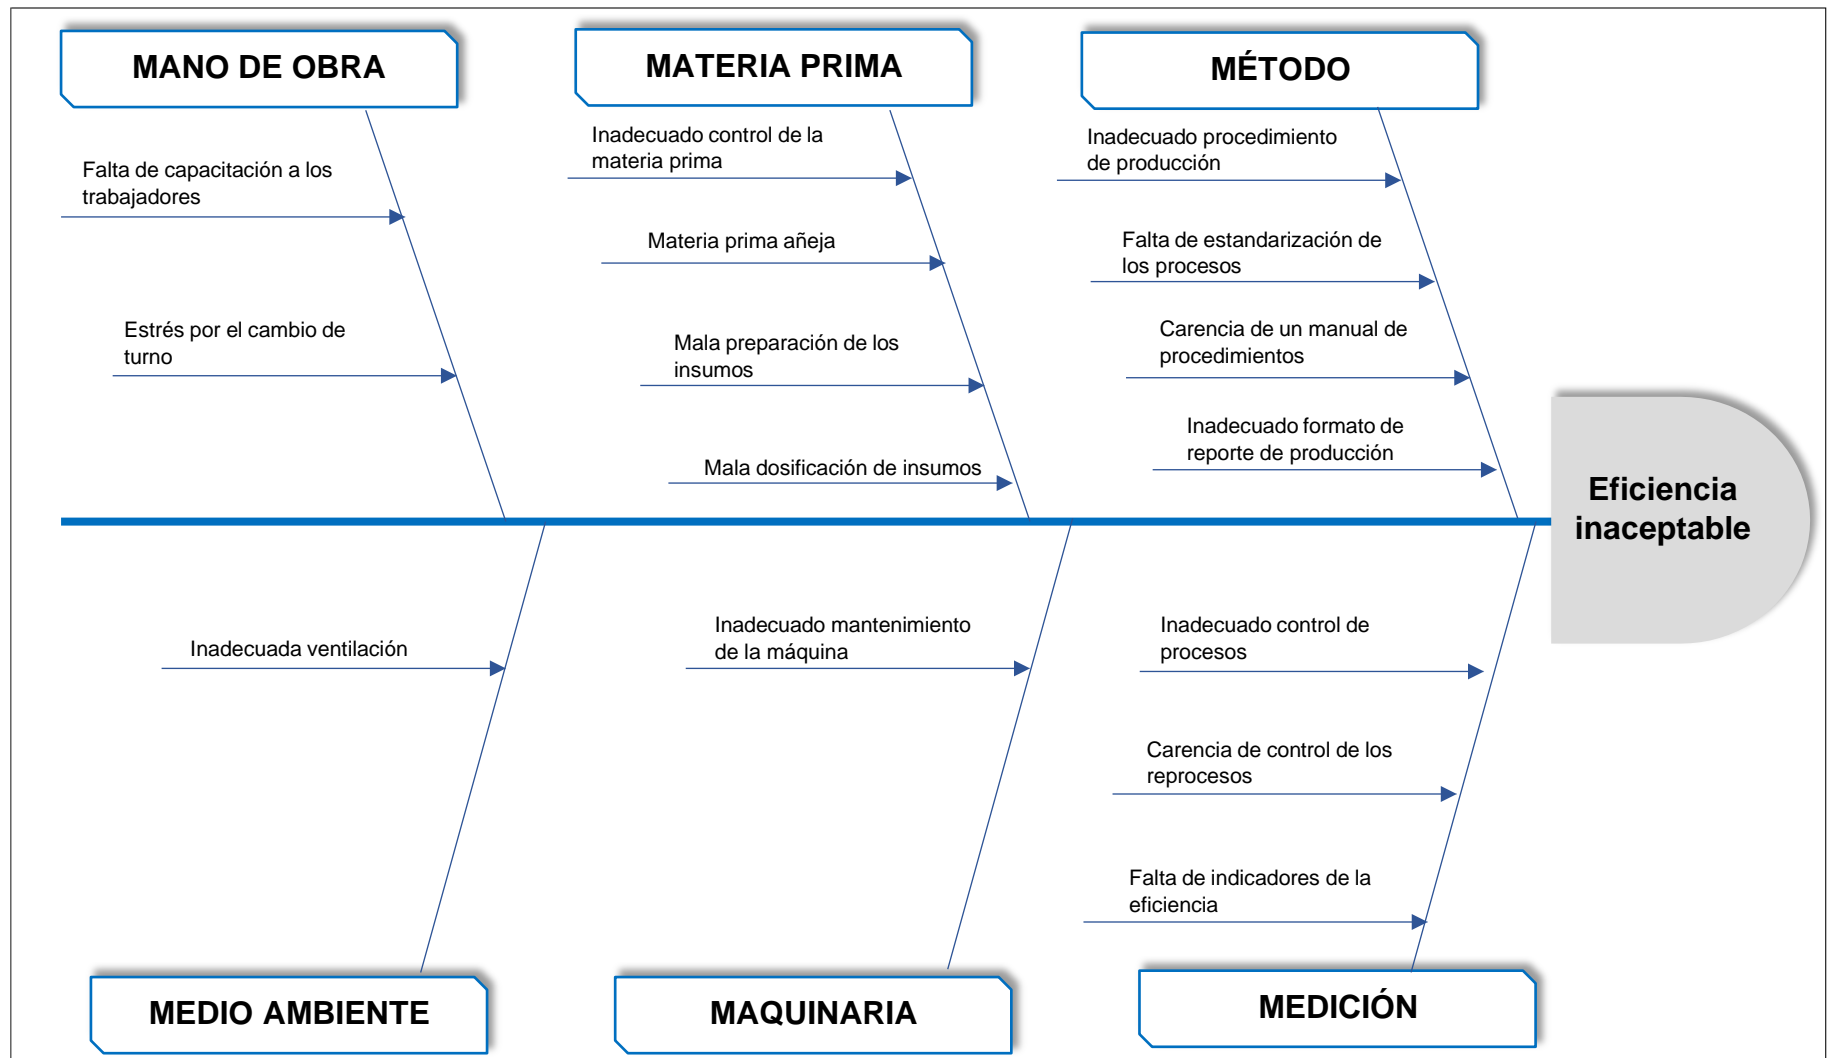 MANO DE OBRA
MATERIA PRIMA
MÉTODO
Falta de capacitación a los
trabajadores
Estrés por el cambio de
turno
Inadecuado control de la
materia prima
Materia prima añeja
Mala preparación de los
insumos
Mala dosificación de insumos
Inadecuado procedimiento
de producción
Falta de estandarización de
los procesos
Carencia de un manual de
procedimientos
Inadecuado formato de
reporte de producción
Eficiencia
inaceptable
Inadecuada ventilación
Inadecuado mantenimiento
de la máquina
Inadecuado control de
procesos
Carencia de control de los
reprocesos
Falta de indicadores de la
eficiencia
MEDIO AMBIENTE
MAQUINARIA
MEDICIÓN